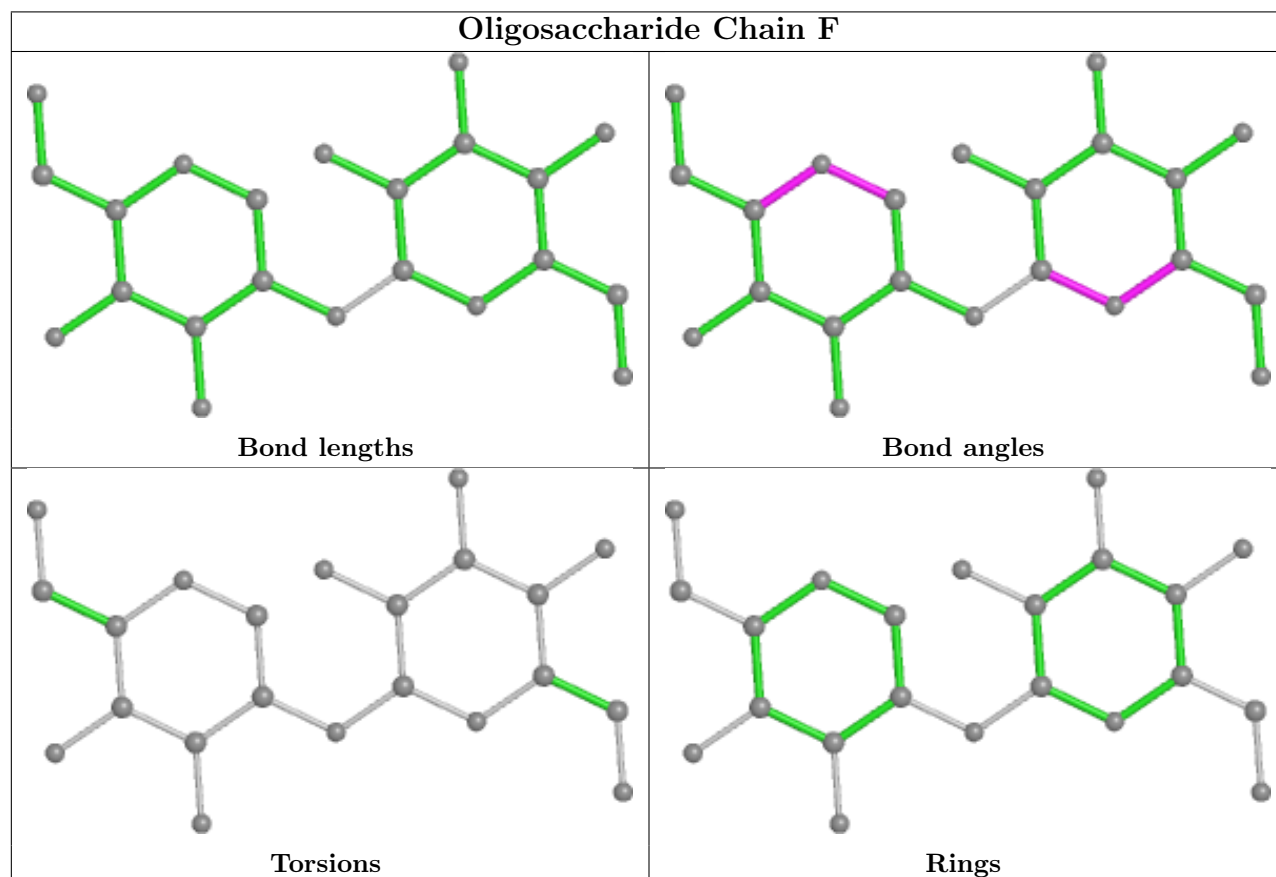 Oligosaccharide Chain F
Bond lengths
Bond angles
Torsions
Rings